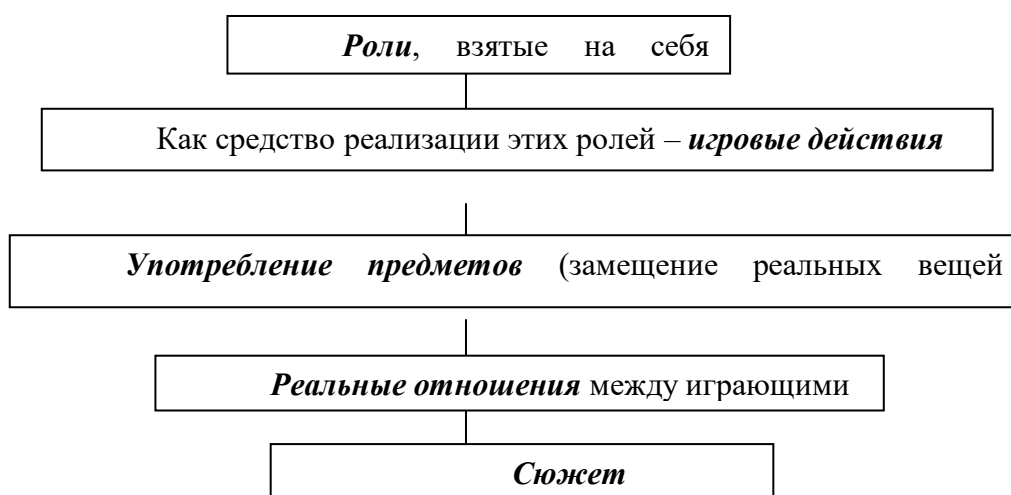 Роли, взятые на себя
Как средство реализации этих ролей – игровые действия
Употребление предметов (замещение реальных вещей
Реальные отношения между играющими
Сюжет